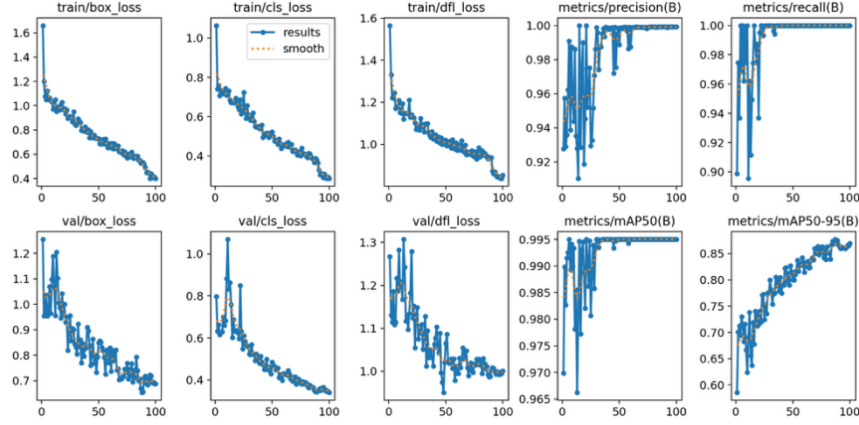 train/box_loss
train/cls_loss
train/dfl_loss
metrics/precision(B)
metrics/recall(B)
1.6
1.4
1.2
1.0
0.8
0.6
0.4
0 50 100
results
smooth
1.0
0.8
0.6
0.4
0 50 100
1.6
1.4
1.2
1.0
0 50 100
1.00
0.98
0.96
0.94
0.92
0 50 100
1.00
0.98
0.96
0.94
0.92
0.90
0 50 100
val/box_loss
val/cls_loss
val/dfl_loss
metrics/mAP50(B)
metrics/mAP50-95(B)
1.2
1.1
1.0
0.9
0.8
0.7
0 50 100
1.0
0.8
0.6
0.4
0 50 100
1.3
1.2
1.1
1.0
0 50 100
0.995
0.990
0.985
0.980
0.975
0.970
0.965
0 50 100
0.85
0.80
0.75
0.70
0.65
0.60
0 50 100